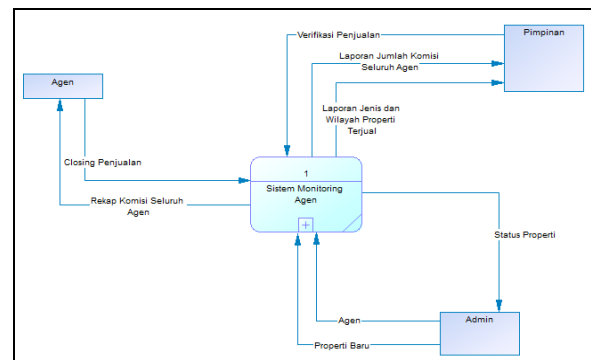 Verifikasi Penjualan
Pimpinan
Laporan Jumlah Komisi
Seluruh Agen
Agen
Laporan Jenis dan
Wilayah Properti
Terjual
Closing Penjualan
1
Sistem Monitoring
Agen
Rekap Komisi Seluruh
Agen
Status Properti
Agen
Admin
Properti Baru